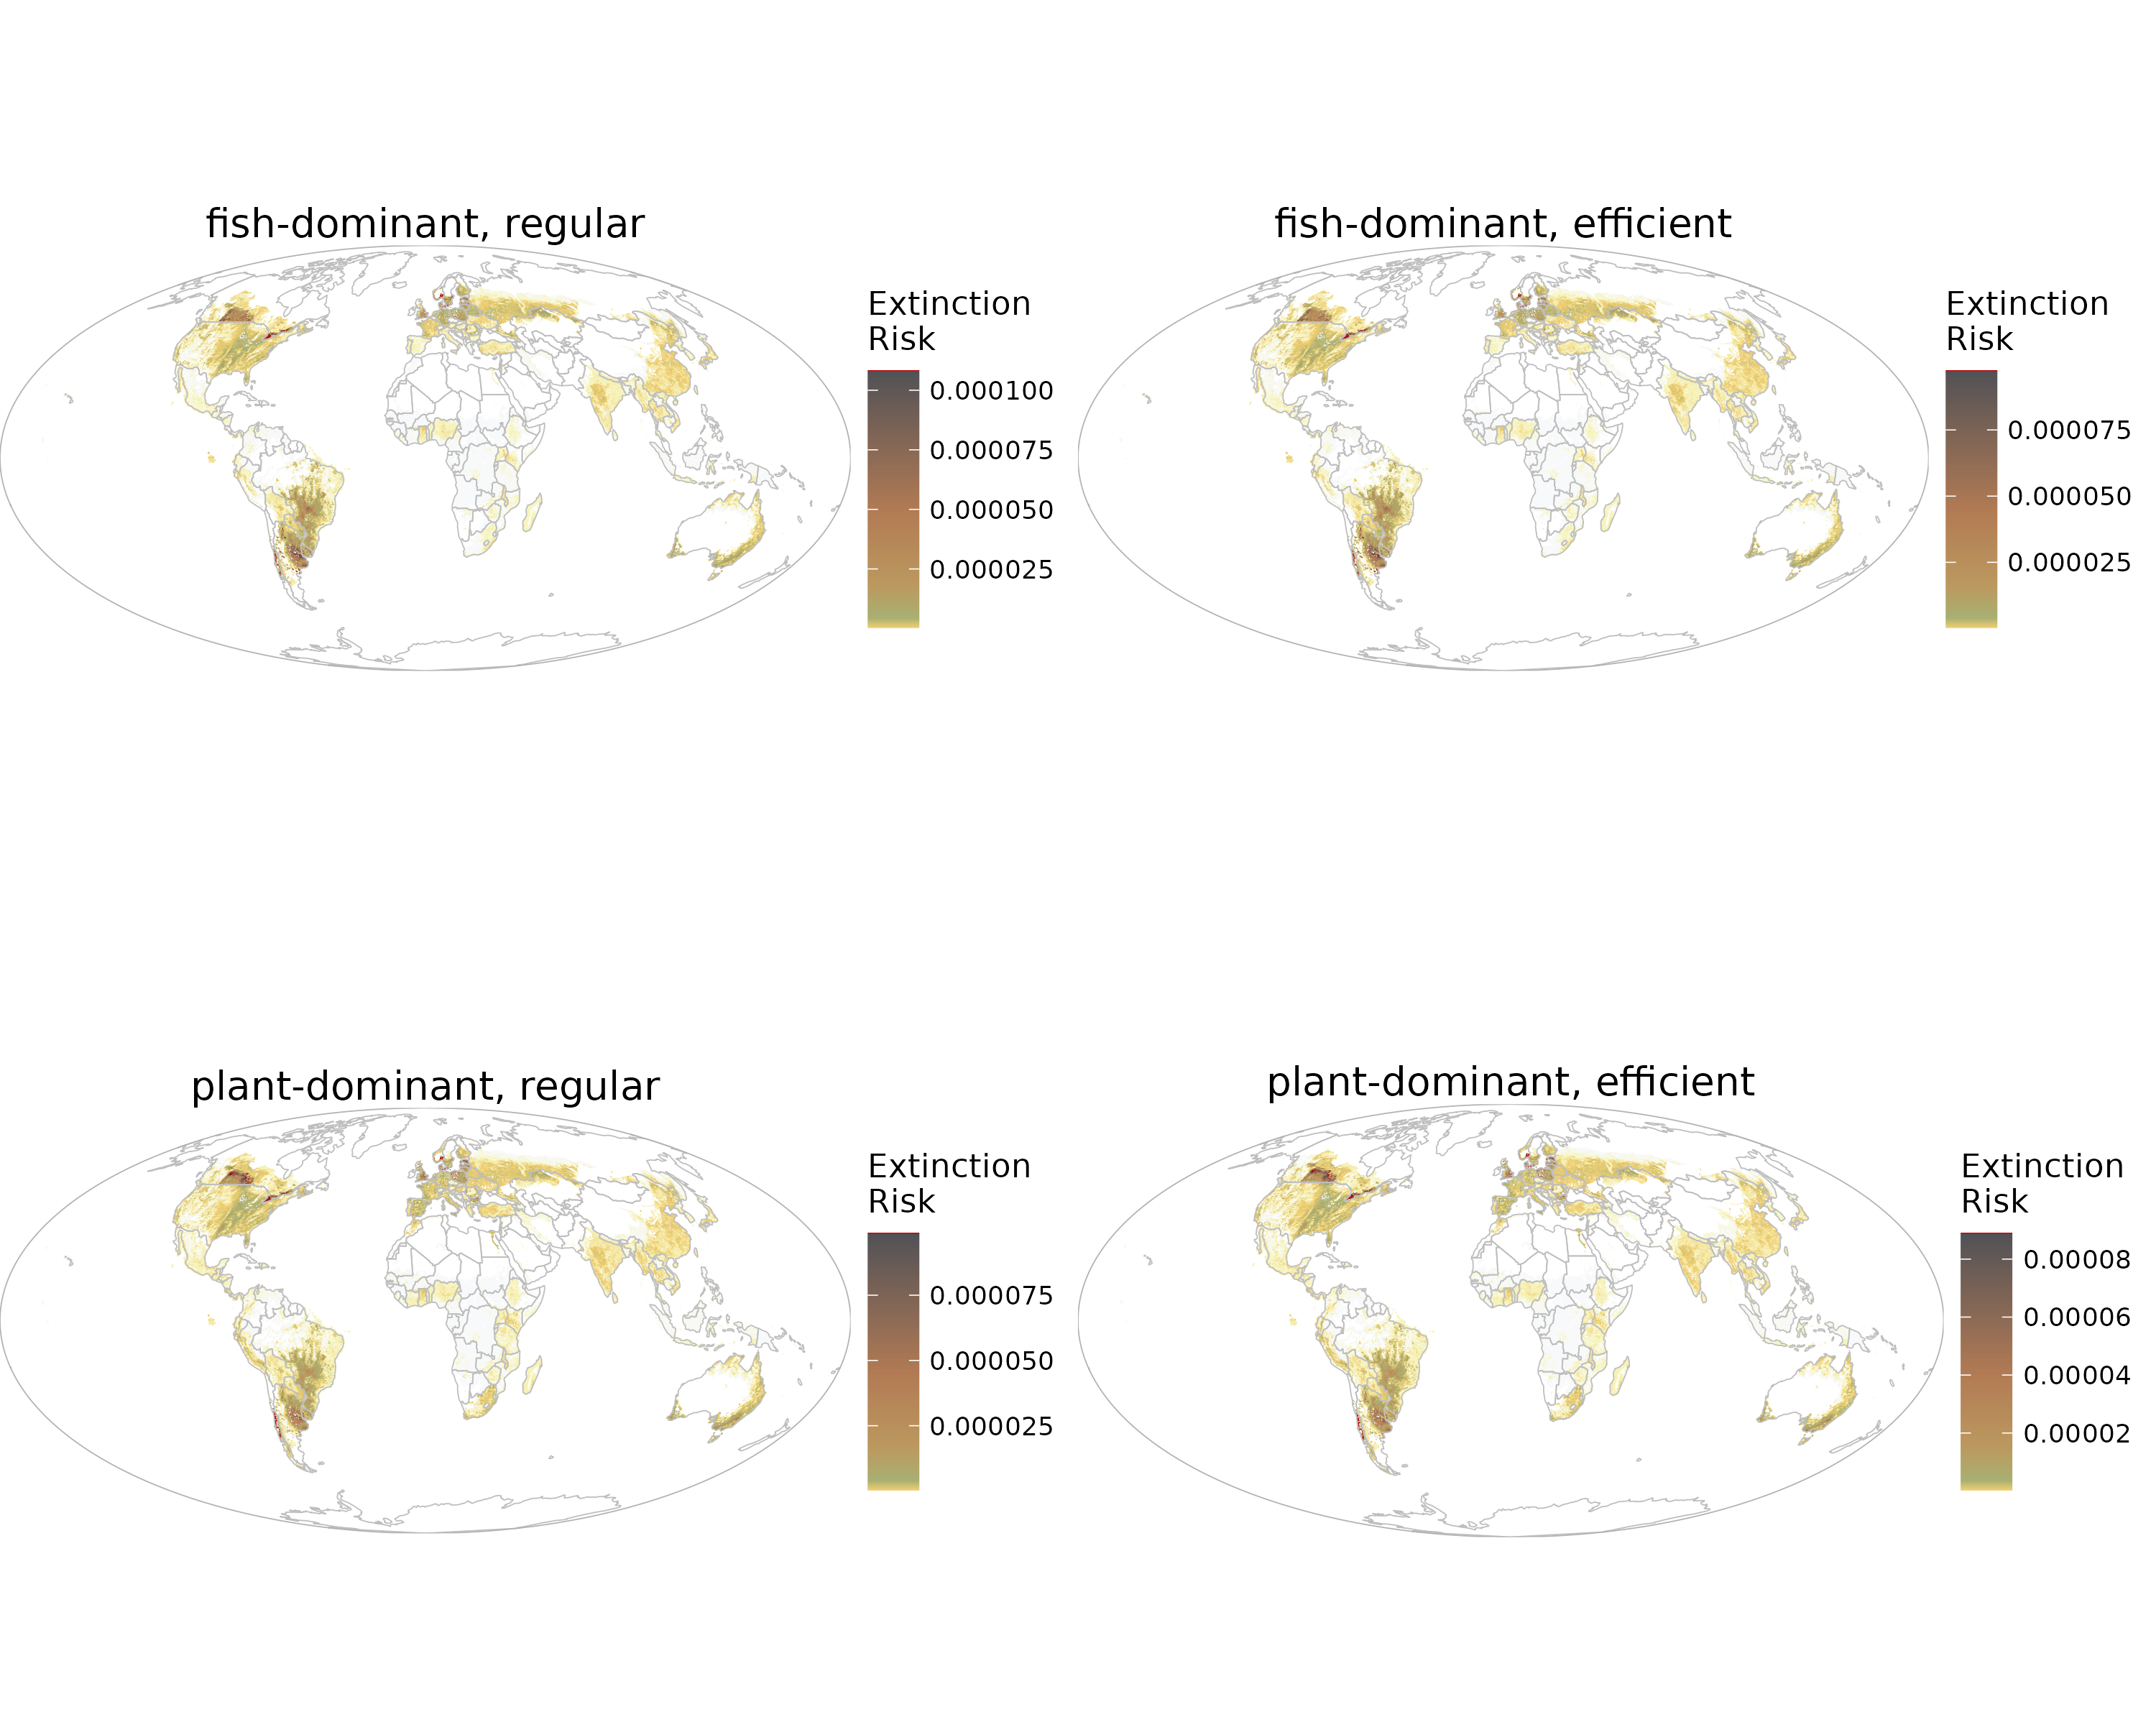 fish-dominant, regular
Extinction
Risk
0.000100
0.000075
0.000050
0.000025
fish-dominant, efficient
Extinction
Risk
0.000075
0.000050
0.000025
plant-dominant, regular
Extinction
Risk
0.000075
0.000050
0.000025
plant-dominant, efficient
Extinction
Risk
0.00008
0.00006
0.00004
0.00002